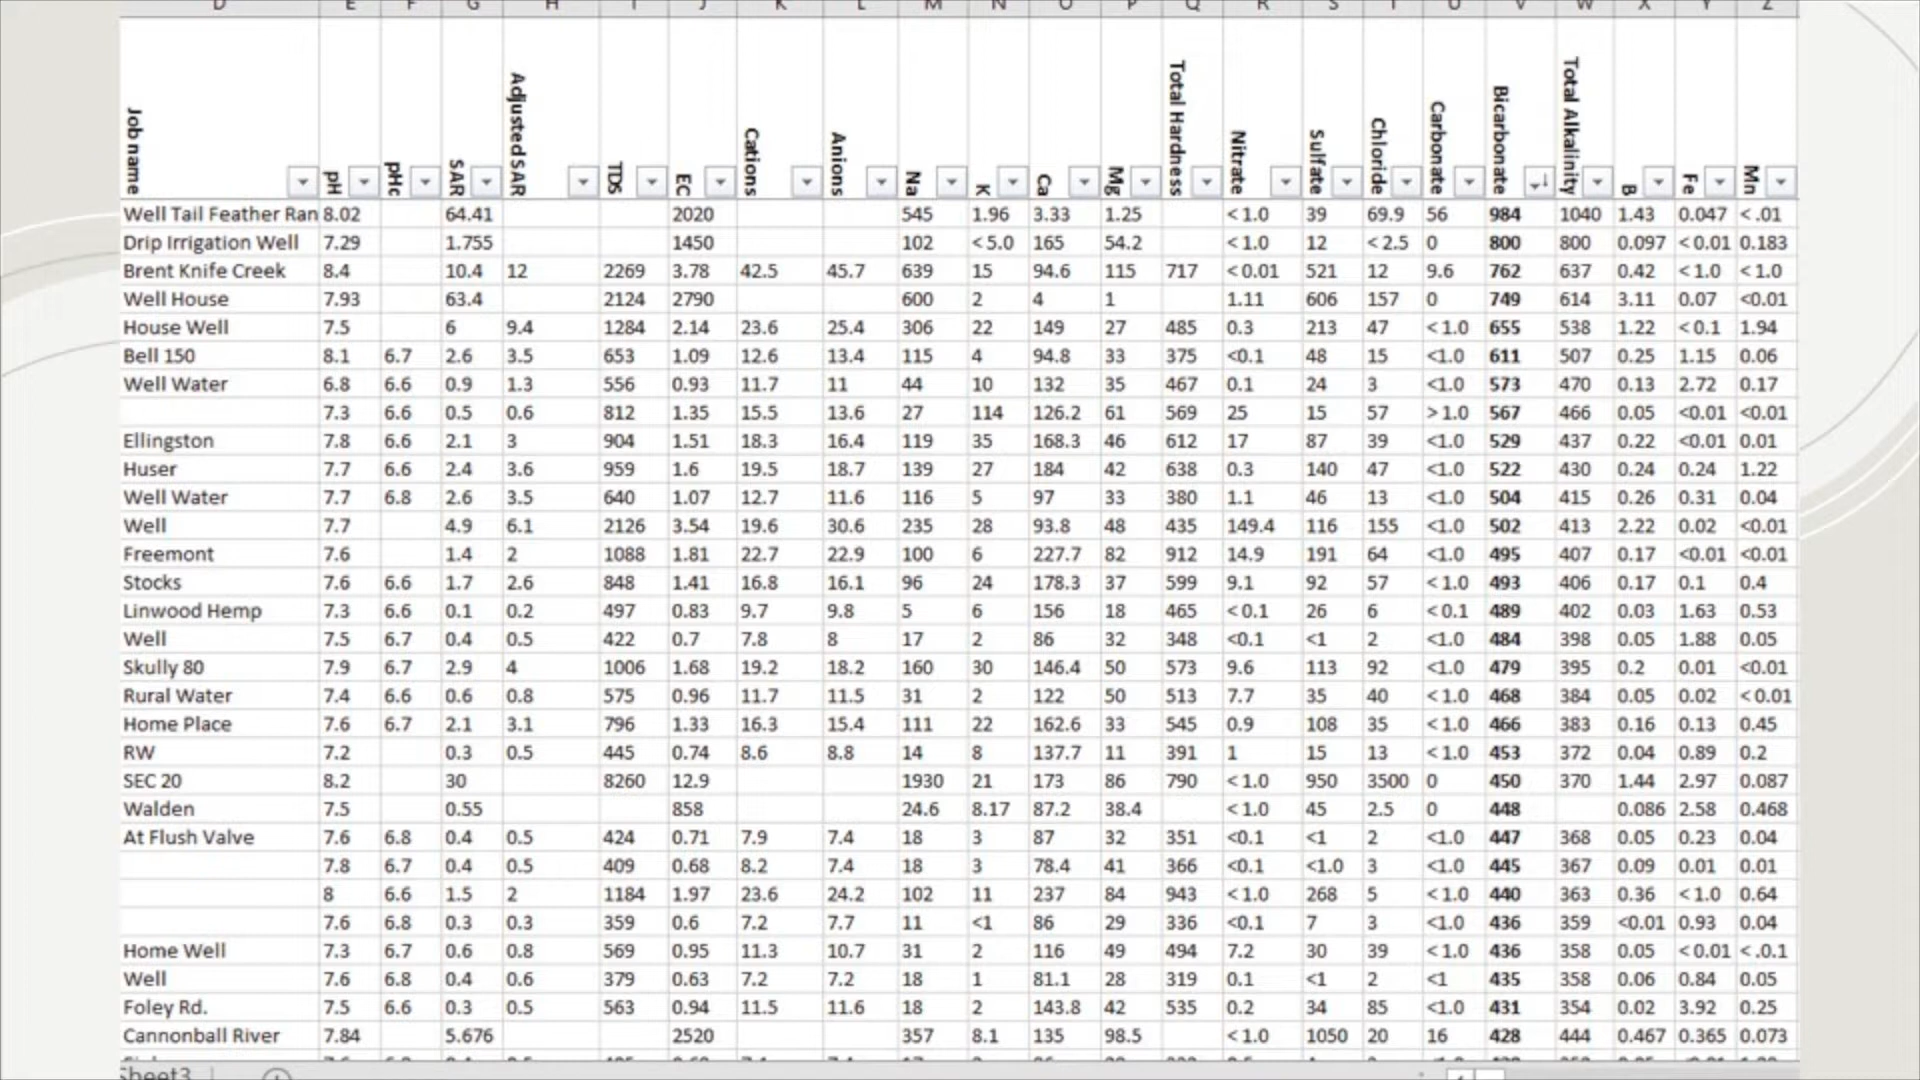 D E F G H I J K L M N O P Q R S T U V W X Y Z
Job name pH pHc SAR Adjusted SAR TDS EC Cations Anions Na K Ca Mg Total Hardness Nitrate Sulfate Chloride Carbonate Bicarbonate Total Alkalinity B Fe Mn
Well Tail Feather Ran 8.02 64.41 2020 545 1.96 3.33 1.25 < 1.0 39 69.9 56 984 1040 1.43 0.047 < .01
Drip Irrigation Well 7.29 1.755 1450 102 < 5.0 165 54.2 < 1.0 12 < 2.5 0 800 800 0.097 < 0.01 0.183
Brent Knife Creek 8.4 10.4 12 2269 3.78 42.5 45.7 639 15 94.6 115 717 < 0.01 521 12 9.6 762 637 0.42 < 1.0 < 1.0
Well House 7.93 63.4 2124 2790 600 2 4 1 1.11 606 157 0 749 614 3.11 0.07 <0.01
House Well 7.5 6 9.4 1284 2.14 23.6 25.4 306 22 149 27 485 0.3 213 47 < 1.0 655 538 1.22 < 0.1 1.94
Bell 150 8.1 6.7 2.6 3.5 653 1.09 12.6 13.4 115 4 94.8 33 375 <0.1 48 15 <1.0 611 507 0.25 1.15 0.06
Well Water 6.8 6.6 0.9 1.3 556 0.93 11.7 11 44 10 132 35 467 0.1 24 3 <1.0 573 470 0.13 2.72 0.17
7.3 6.6 0.5 0.6 812 1.35 15.5 13.6 27 114 126.2 61 569 25 15 57 > 1.0 567 466 0.05 <0.01 <0.01
Ellingston 7.8 6.6 2.1 3 904 1.51 18.3 16.4 119 35 168.3 46 612 17 87 39 <1.0 529 437 0.22 <0.01 0.01
Huser 7.7 6.6 2.4 3.6 959 1.6 19.5 18.7 139 27 184 42 638 0.3 140 47 <1.0 522 430 0.24 0.24 1.22
Well Water 7.7 6.8 2.6 3.5 640 1.07 12.7 11.6 116 5 97 33 380 1.1 46 13 <1.0 504 415 0.26 0.31 0.04
Well 7.7 4.9 6.1 2126 3.54 19.6 30.6 235 28 93.8 48 435 149.4 116 155 <1.0 502 413 2.22 0.02 <0.01
Freemont 7.6 1.4 2 1088 1.81 22.7 22.9 100 6 227.7 82 912 14.9 191 64 <1.0 495 407 0.17 <0.01 <0.01
Stocks 7.6 6.6 1.7 2.6 848 1.41 16.8 16.1 96 24 178.3 37 599 9.1 92 57 < 1.0 493 406 0.17 0.1 0.4
Linwood Hemp 7.3 6.6 0.1 0.2 497 0.83 9.7 9.8 5 6 156 18 465 < 0.1 26 6 < 0.1 489 402 0.03 1.63 0.53
Well 7.5 6.7 0.4 0.5 422 0.7 7.8 8 17 2 86 32 348 <0.1 <1 2 <1.0 484 398 0.05 1.88 0.05
Skully 80 7.9 6.7 2.9 4 1006 1.68 19.2 18.2 160 30 146.4 50 573 9.6 113 92 <1.0 479 395 0.2 0.01 <0.01
Rural Water 7.4 6.6 0.6 0.8 575 0.96 11.7 11.5 31 2 122 50 513 7.7 35 40 < 1.0 468 384 0.05 0.02 < 0.01
Home Place 7.6 6.7 2.1 3.1 796 1.33 16.3 15.4 111 22 162.6 33 545 0.9 108 35 < 1.0 466 383 0.16 0.13 0.45
RW 7.2 0.3 0.5 445 0.74 8.6 8.8 14 8 137.7 11 391 1 15 13 < 1.0 453 372 0.04 0.89 0.2
SEC 20 8.2 30 8260 12.9 1930 21 173 86 790 < 1.0 950 3500 0 450 370 1.44 2.97 0.087
Walden 7.5 0.55 858 24.6 8.17 87.2 38.4 < 1.0 45 2.5 0 448 0.086 2.58 0.468
At Flush Valve 7.6 6.8 0.4 0.5 424 0.71 7.9 7.4 18 3 87 32 351 <0.1 <1 2 <1.0 447 368 0.05 0.23 0.04
7.8 6.7 0.4 0.5 409 0.68 8.2 7.4 18 3 78.4 41 366 <0.1 <1.0 3 <1.0 445 367 0.09 0.01 0.01
8 6.6 1.5 2 1184 1.97 23.6 24.2 102 11 237 84 943 < 1.0 268 5 < 1.0 440 363 0.36 < 1.0 0.64
7.6 6.8 0.3 0.3 359 0.6 7.2 7.7 11 <1 86 29 336 <0.1 7 3 <1.0 436 359 <0.01 0.93 0.04
Home Well 7.3 6.7 0.6 0.8 569 0.95 11.3 10.7 31 2 116 49 494 7.2 30 39 < 1.0 436 358 0.05 < 0.01 < .0.1
Well 7.6 6.8 0.4 0.6 379 0.63 7.2 7.2 18 1 81.1 28 319 0.1 <1 2 <1 435 358 0.06 0.84 0.05
Foley Rd. 7.5 6.6 0.3 0.5 563 0.94 11.5 11.6 18 2 143.8 42 535 0.2 34 85 <1.0 431 354 0.02 3.92 0.25
Cannonball River 7.84 5.676 2520 357 8.1 135 98.5 < 1.0 1050 20 16 428 444 0.467 0.365 0.073
Sheet3